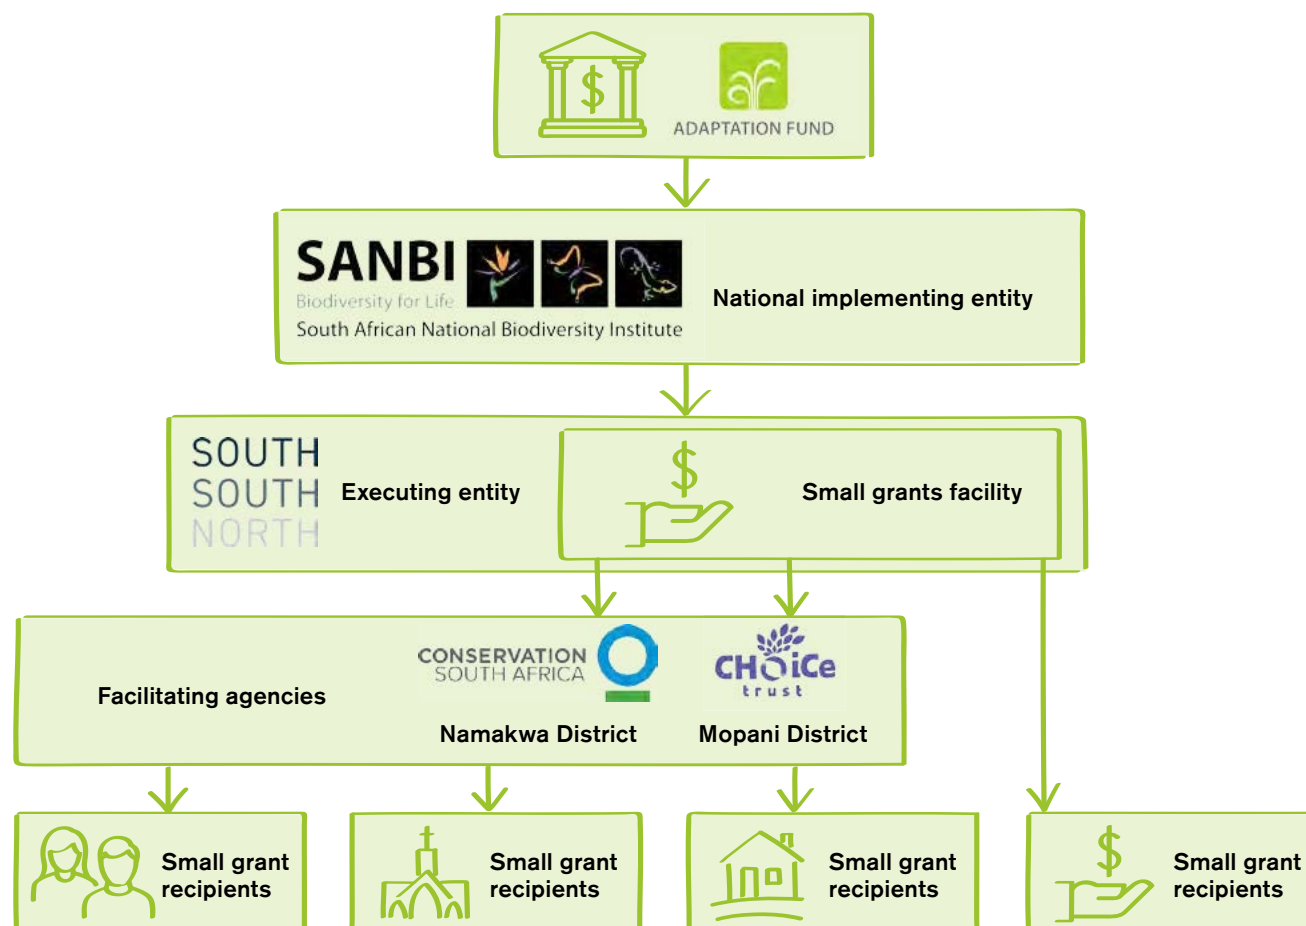 $
ADAPTATION FUND
SANBI
Biodiversity for Life
South African National Biodiversity Institute
National implementing entity
SOUTH
SOUTH
NORTH
Executing entity
$
Small grants facility
Facilitating agencies
CONSERVATION
SOUTH AFRICA
Namakwa District
CHOiCe
trust
Mopani District
Small grant
recipients
Small grant
recipients
Small grant
recipients
$
Small grant
recipients